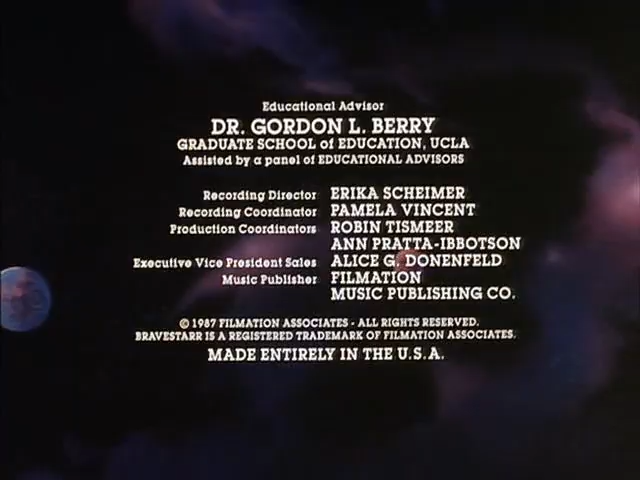 Educational Advisor
DR. GORDON L. BERRY
GRADUATE SCHOOL of EDUCATION, UCLA
Assisted by a panel of EDUCATIONAL ADVISORS
Recording Director ERIKA SCHEIMER
Recording Coordinator PAMELA VINCENT
Production Coordinators ROBIN TISMEER
ANN PRATTA-IBBOTSON
Executive Vice President Sales ALICE G. DONENFELD
Music Publisher FILMATION
MUSIC PUBLISHING CO.
© 1987 FILMATION ASSOCIATES - ALL RIGHTS RESERVED.
BRAVESTARR IS A REGISTERED TRADEMARK OF FILMATION ASSOCIATES.
MADE ENTIRELY IN THE U.S.A.